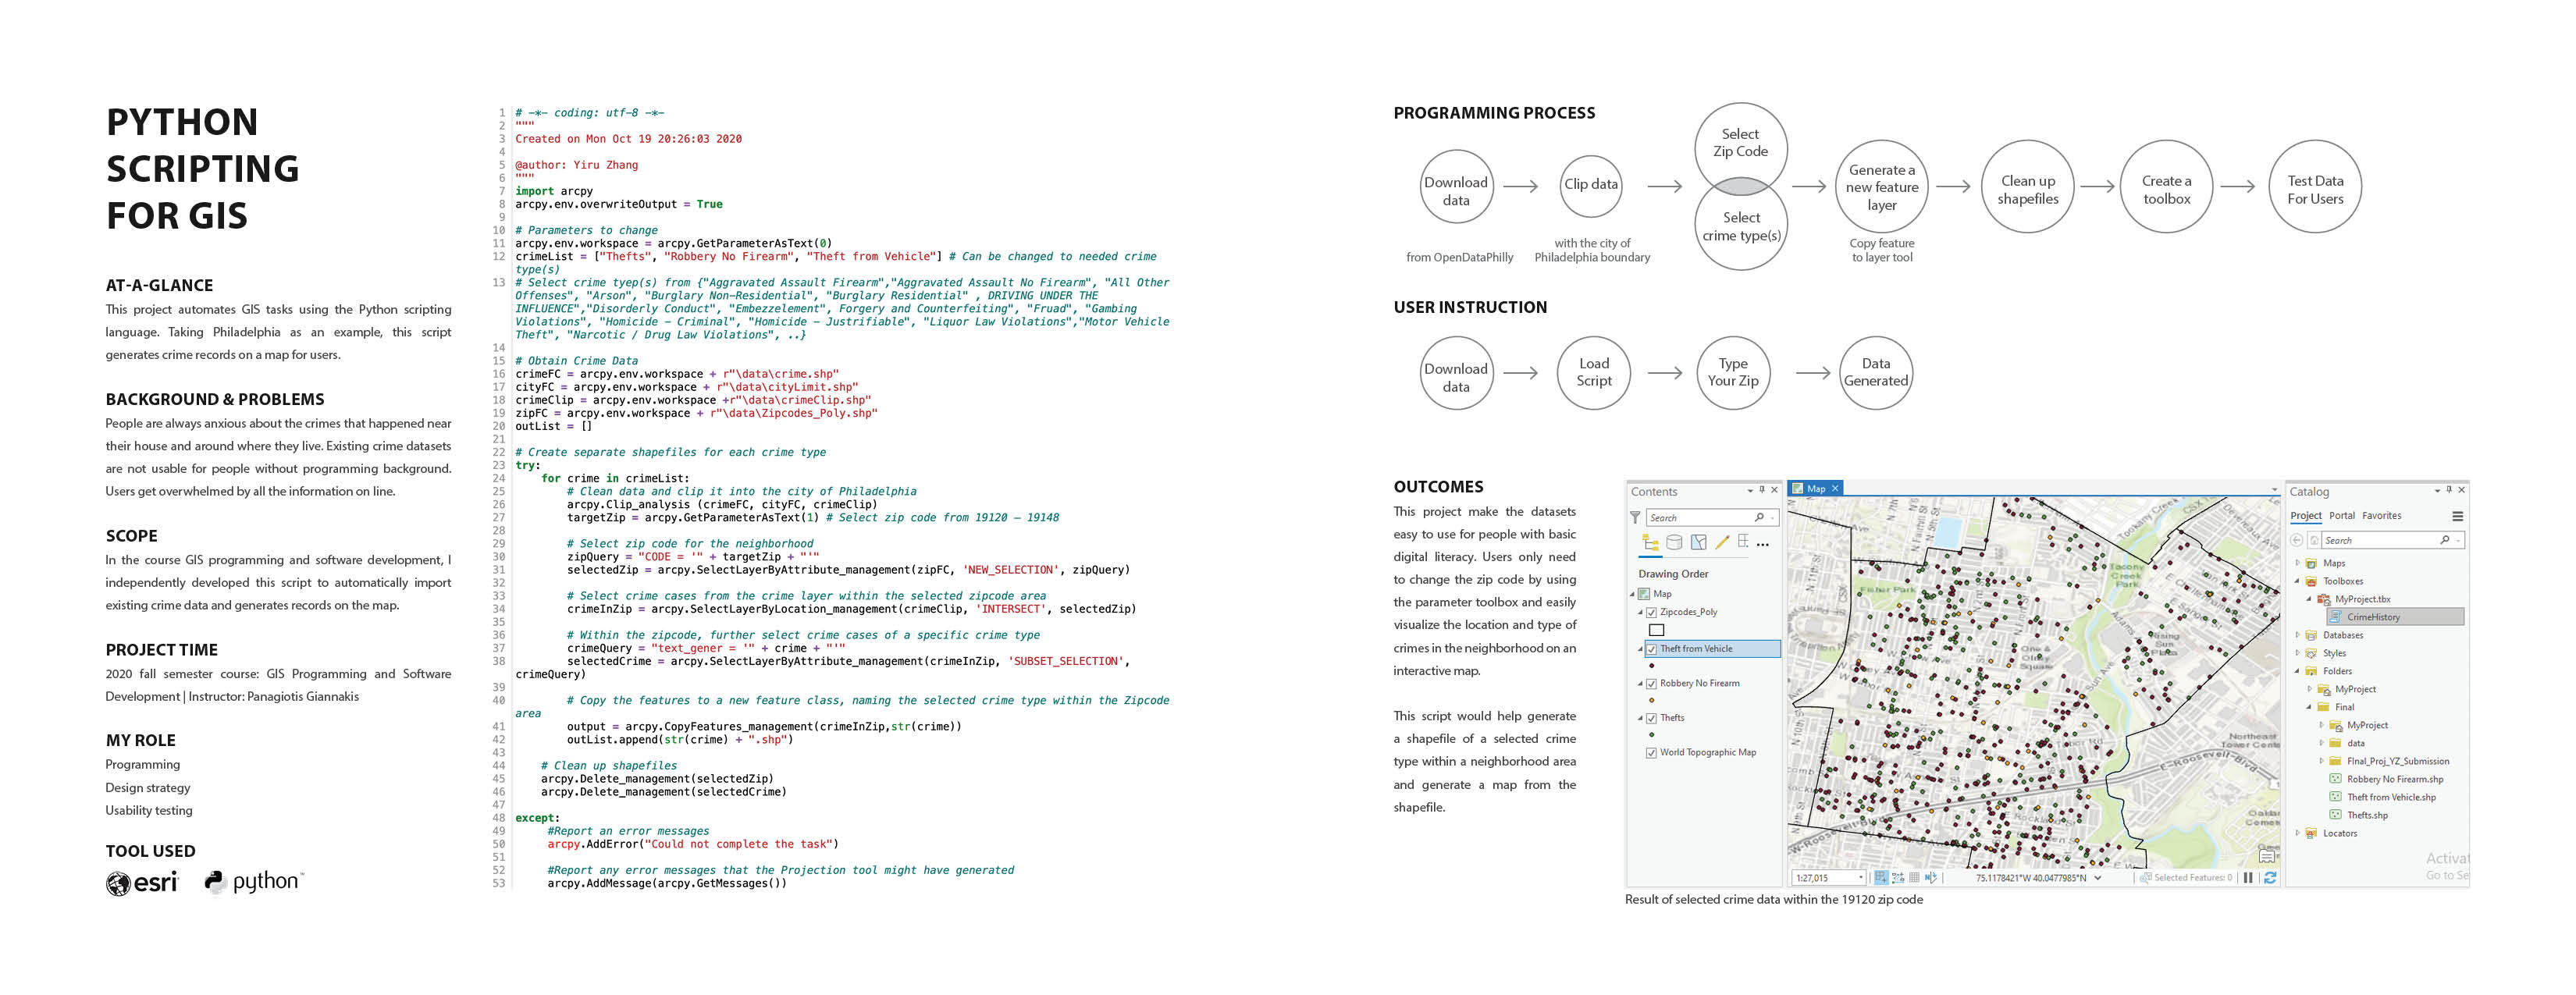 PYTHON
SCRIPTING
FOR GIS
AT-A-GLANCE
This project automates GIS tasks using the Python scripting
language. Taking Philadelphia as an example, this script
generates crime records on a map for users.
BACKGROUND & PROBLEMS
People are always anxious about the crimes that happened near
their house and around where they live. Existing crime datasets
are not usable for people without programming background.
Users get overwhelmed by all the information on line.
SCOPE
In the course GIS programming and software development, I
independently developed this script to automatically import
existing crime data and generates records on the map.
PROJECT TIME
2020 fall semester course: GIS Programming and Software
Development | Instructor: Panagiotis Giannakis
MY ROLE
Programming
Design strategy
Usability testing
TOOL USED
esri python™
1 # -*- coding: utf-8 -*-
2 """
3 Created on Mon Oct 19 20:26:03 2020
4
5 @author: Yiru Zhang
6 """
7 import arcpy
8 arcpy.env.overwriteOutput = True
9
10 # Parameters to change
11 arcpy.env.workspace = arcpy.GetParameterAsText(0)
12 crimeList = ["Thefts", "Robbery No Firearm", "Theft from Vehicle"] # Can be changed to needed crime
type(s)
13 # Select crime tyep(s) from {"Aggravated Assault Firearm","Aggravated Assault No Firearm", "All Other
Offenses", "Arson", "Burglary Non-Residential", "Burglary Residential" , DRIVING UNDER THE
INFLUENCE","Disorderly Conduct", "Embezzelement", Forgery and Counterfeiting", "Fruad", "Gambing
Violations", "Homicide - Criminal", "Homicide - Justrifiable", "Liquor Law Violations","Motor Vehicle
Theft", "Narcotic / Drug Law Violations", ..}
14
15 # Obtain Crime Data
16 crimeFC = arcpy.env.workspace + r"\data\crime.shp"
17 cityFC = arcpy.env.workspace + r"\data\cityLimit.shp"
18 crimeClip = arcpy.env.workspace +r"\data\crimeClip.shp"
19 zipFC = arcpy.env.workspace + r"\data\Zipcodes_Poly.shp"
20 outList = []
21
22 # Create separate shapefiles for each crime type
23 try:
24 for crime in crimeList:
25 # Clean data and clip it into the city of Philadelphia
26 arcpy.Clip_analysis (crimeFC, cityFC, crimeClip)
27 targetZip = arcpy.GetParameterAsText(1) # Select zip code from 19120 – 19148
28
29 # Select zip code for the neighborhood
30 zipQuery = "CODE = '" + targetZip + "'"
31 selectedZip = arcpy.SelectLayerByAttribute_management(zipFC, 'NEW_SELECTION', zipQuery)
32
33 # Select crime cases from the crime layer within the selected zipcode area
34 crimeInZip = arcpy.SelectLayerByLocation_management(crimeClip, 'INTERSECT', selectedZip)
35
36 # Within the zipcode, further select crime cases of a specific crime type
37 crimeQuery = "text_gener = '" + crime + "'"
38 selectedCrime = arcpy.SelectLayerByAttribute_management(crimeInZip, 'SUBSET_SELECTION',
crimeQuery)
39
40 # Copy the features to a new feature class, naming the selected crime type within the Zipcode
area
41 output = arcpy.CopyFeatures_management(crimeInZip,str(crime))
42 outList.append(str(crime) + ".shp")
43
44 # Clean up shapefiles
45 arcpy.Delete_management(selectedZip)
46 arcpy.Delete_management(selectedCrime)
47
48 except:
49 #Report an error messages
50 arcpy.AddError("Could not complete the task")
51
52 #Report any error messages that the Projection tool might have generated
53 arcpy.AddMessage(arcpy.GetMessages())
PROGRAMMING PROCESS
Download
data
from OpenDataPhilly
Clip data
with the city of
Philadelphia boundary
Select
Zip Code
Select
crime type(s)
Generate a
new feature
layer
Copy feature
to layer tool
Clean up
shapefiles
Create a
toolbox
Test Data
For Users
USER INSTRUCTION
Download
data
Load
Script
Type
Your Zip
Data
Generated
OUTCOMES
This project make the datasets
easy to use for people with basic
digital literacy. Users only need
to change the zip code by using
the parameter toolbox and easily
visualize the location and type of
crimes in the neighborhood on an
interactive map.
This script would help generate
a shapefile of a selected crime
type within a neighborhood area
and generate a map from the
shapefile.
Contents
Search
Drawing Order
Map
Zipcodes_Poly
Theft from Vehicle
Robbery No Firearm
Thefts
World Topographic Map
Map
Fisher Park
Tacony
Creek
Park
Rising
Sun
Plaza
One &
Olney
Square
Northeast
Tower Cente
E-Roosevelt-Blvd
1:27,015
75.1178421°W 40.0477985°N
Selected Features: 0
Catalog
Project Portal Favorites
Search
Maps
Toolboxes
MyProject.tbx
CrimeHistory
Databases
Styles
Folders
MyProject
Final
MyProject
data
FInal_Proj_YZ_Submission
Robbery No Firearm.shp
Theft from Vehicle.shp
Thefts.shp
Locators
Activat
Go to Se
Result of selected crime data within the 19120 zip code